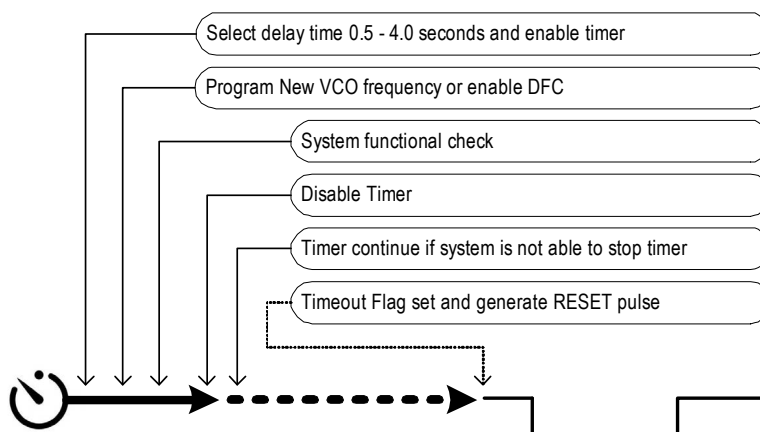 Select delay time 0.5 - 4.0 seconds and enable timer
Program New VCO frequency or enable DFC
System functional check
Disable Timer
Timer continue if system is not able to stop timer
Timeout Flag set and generate RESET pulse